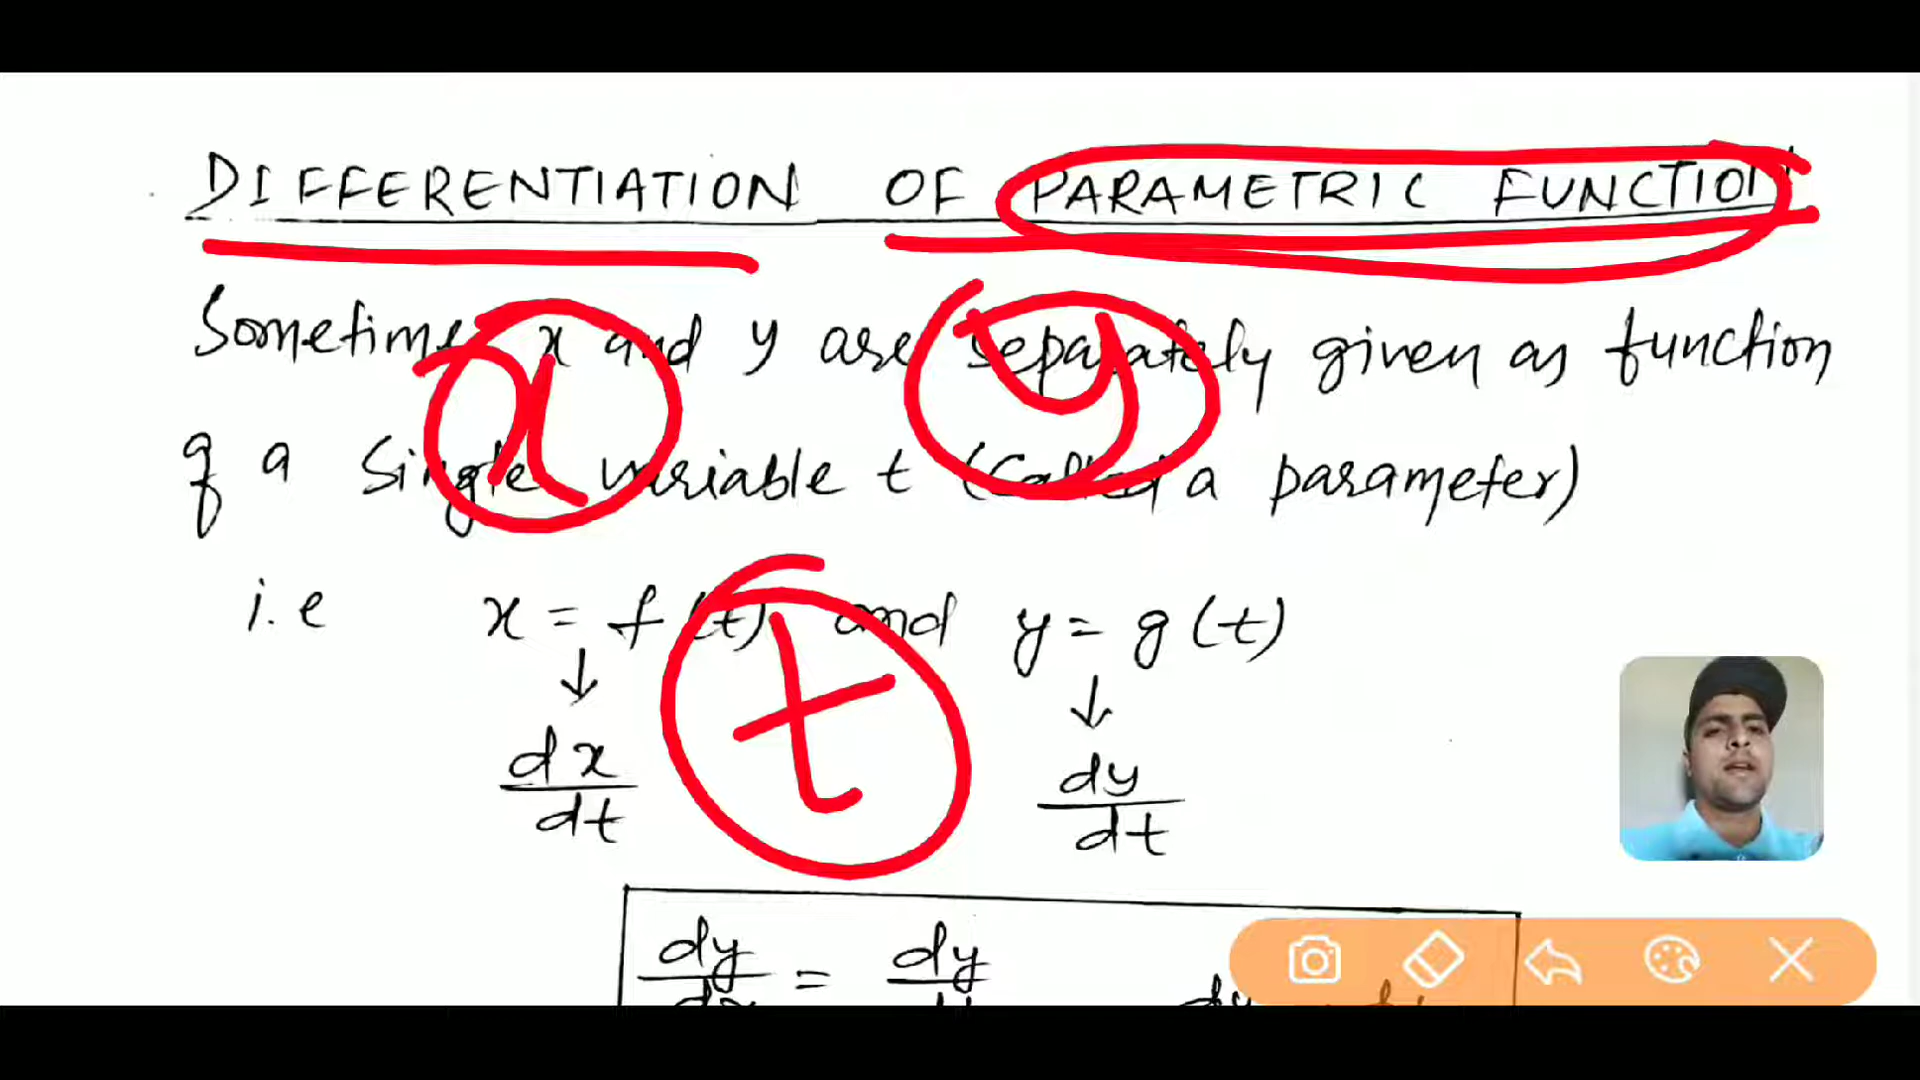 DIFFERENTIATION OF PARAMETRIC FUNCTION
Sometime x and y are separately given as function
of a single variable t (Called a parameter)
i.e x = f(t) and y = g(t)
↓ ↓
dx/dt dy/dt
x y
t
dy/dx = dy